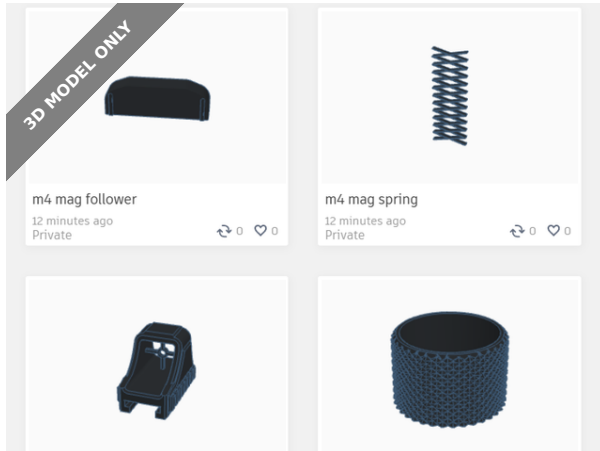 3D MODEL ONLY
m4 mag follower
m4 mag spring
12 minutes ago
12 minutes ago
Private
0
0
Private
0
0